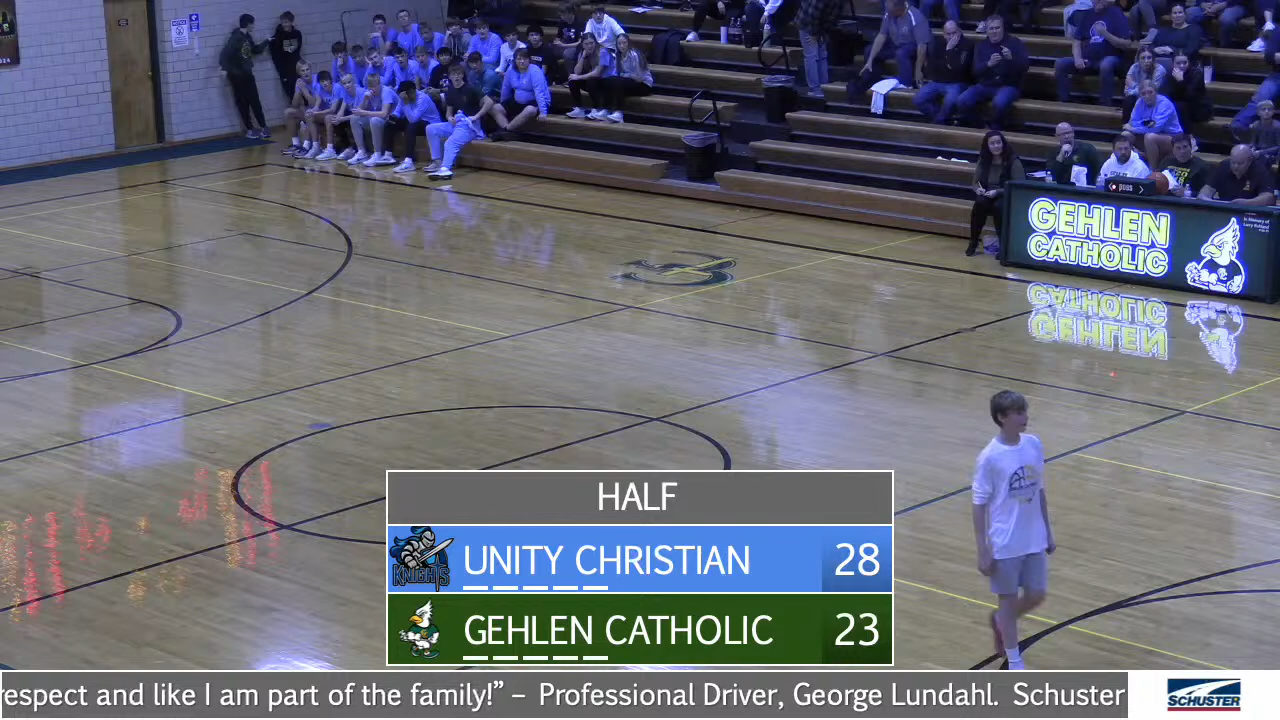 GEHLEN
CATHOLIC
HALF
KNIGHTS
UNITY CHRISTIAN 28
GEHLEN CATHOLIC 23
espect and like I am part of the family!” – Professional Driver, George Lundahl. Schuster
SCHUSTER